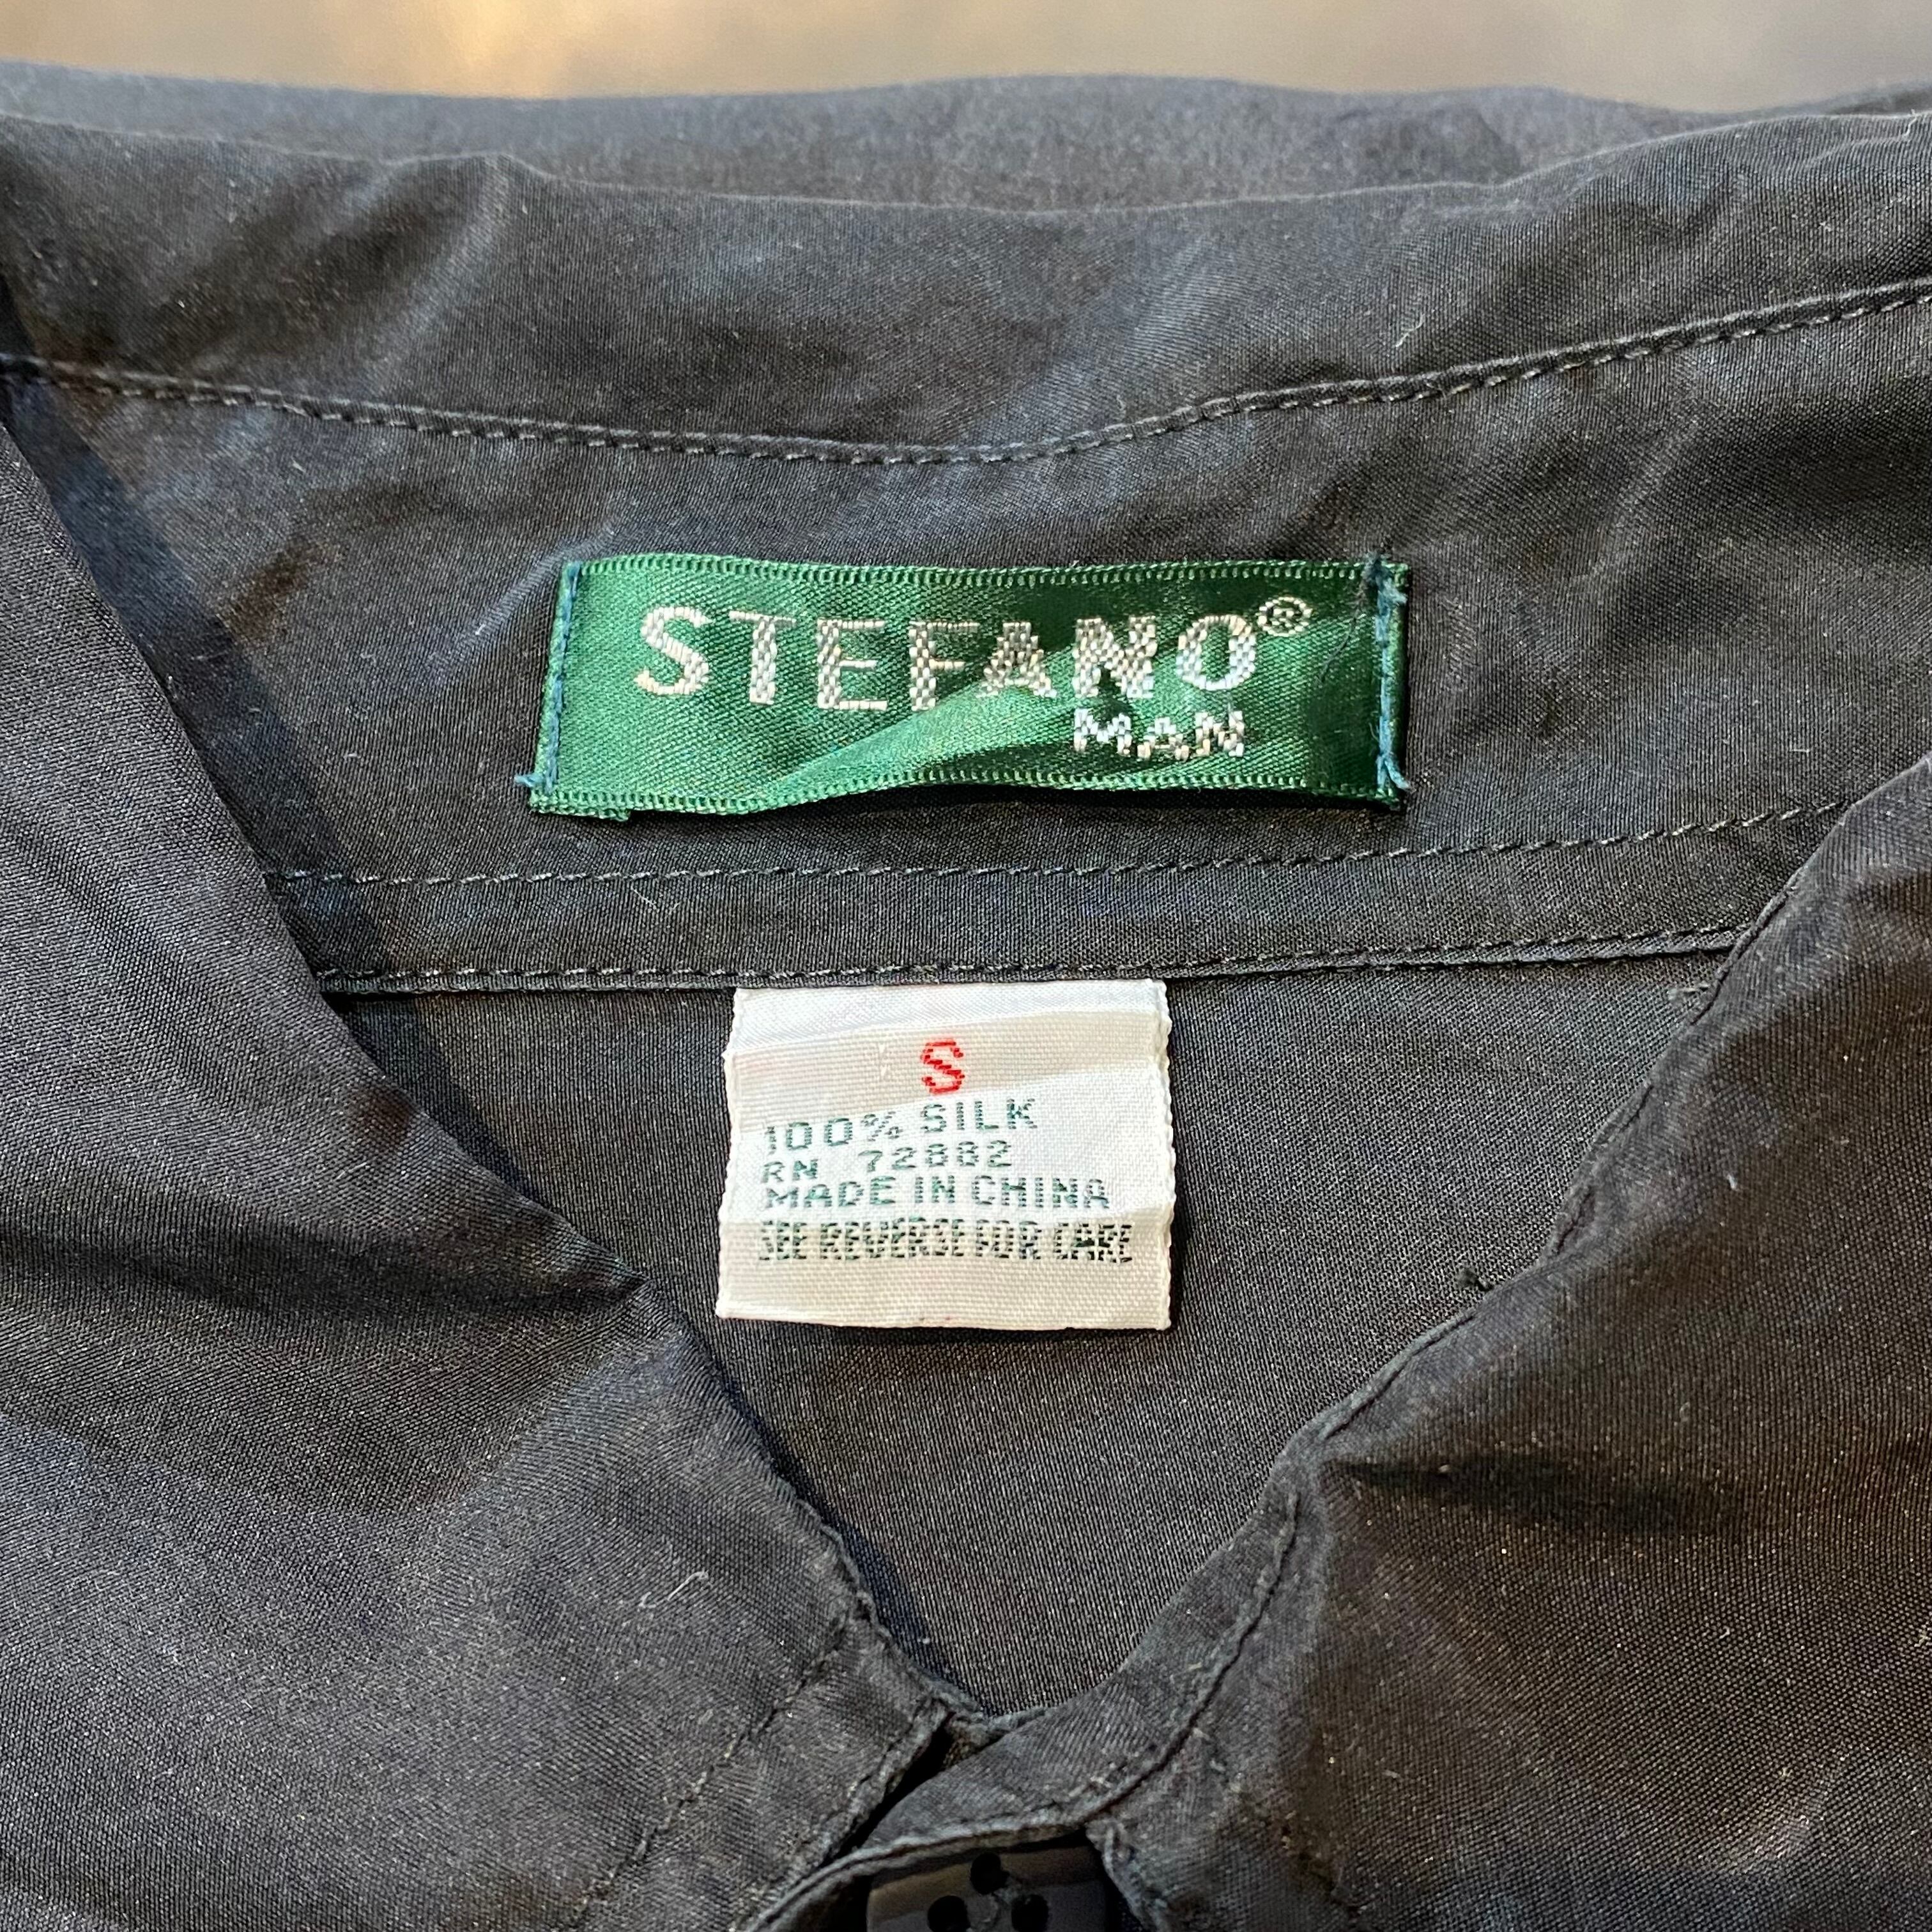 STEFANO®
MAN
S
100% SILK
RN 72882
MADE IN CHINA
SEE REVERSE FOR CARE